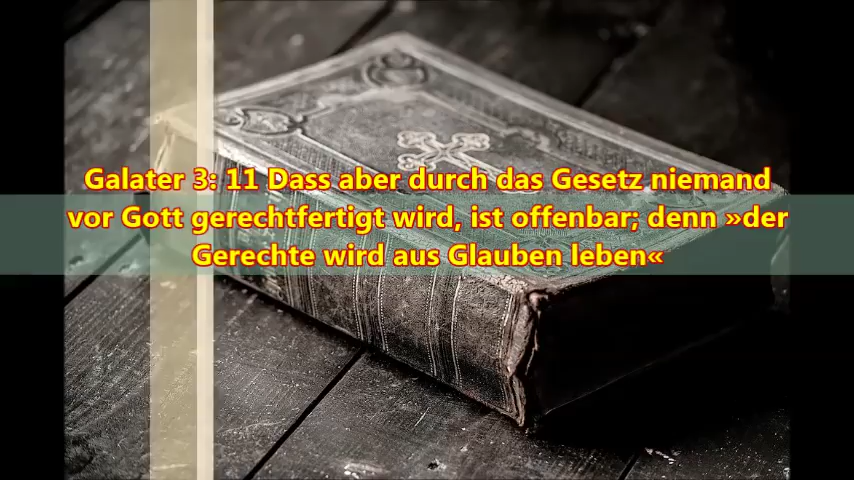 Galater 3: 11 Dass aber durch das Gesetz niemand
vor Gott gerechtfertigt wird, ist offenbar; denn »der
Gerechte wird aus Glauben leben«